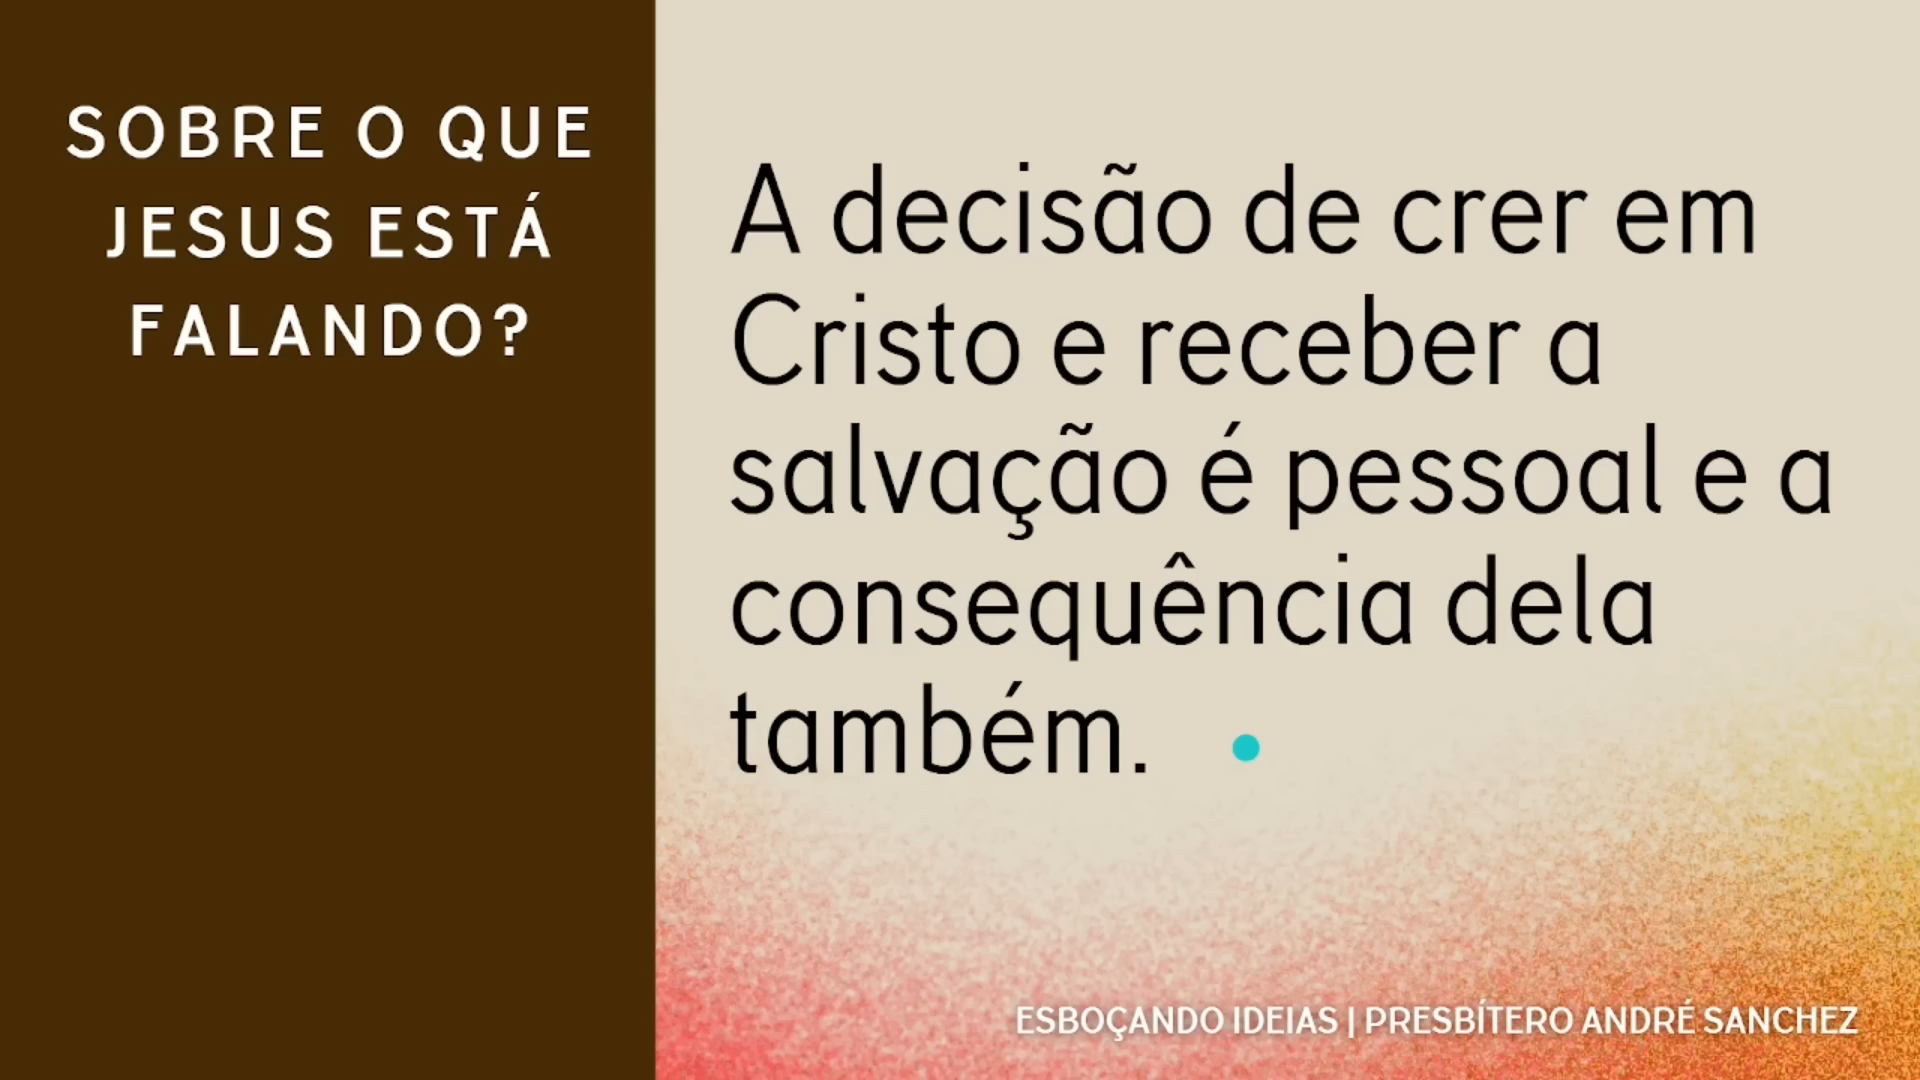 SOBRE O QUE
JESUS ESTÁ
FALANDO?
A decisão de crer em
Cristo e receber a
salvação é pessoal e a
consequência dela
também.
ESBOÇANDO IDEIAS | PRESBÍTERO ANDRÉ SANCHEZ